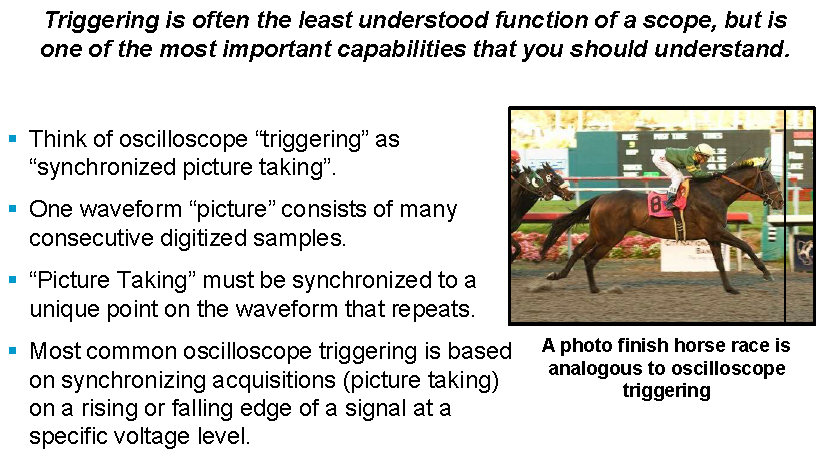 Triggering is often the least understood function of a scope, but is
one of the most important capabilities that you should understand.
Think of oscilloscope “triggering” as
“synchronized picture taking”.
One waveform “picture” consists of many
consecutive digitized samples.
“Picture Taking” must be synchronized to a
unique point on the waveform that repeats.
Most common oscilloscope triggering is based
on synchronizing acquisitions (picture taking)
on a rising or falling edge of a signal at a
specific voltage level.
8
A photo finish horse race is
analogous to oscilloscope
triggering